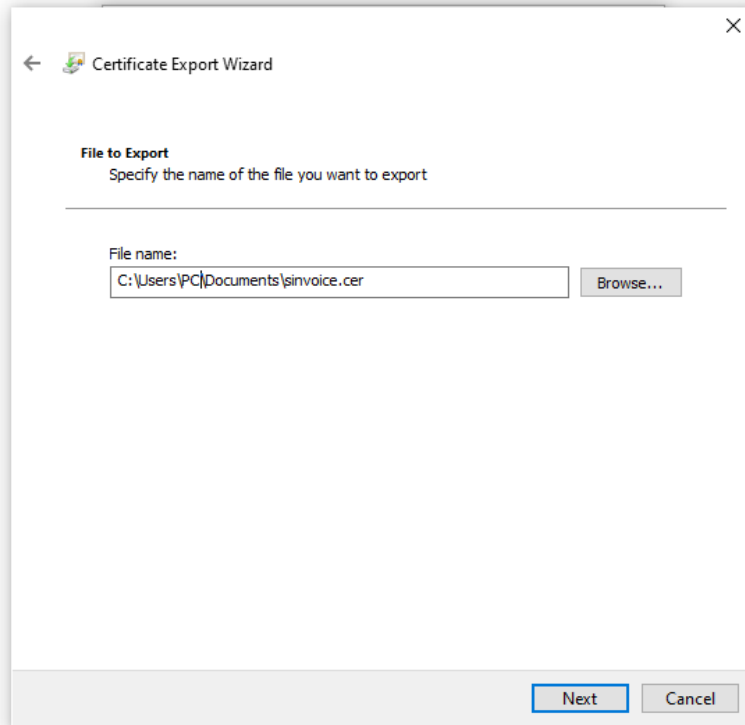 Certificate Export Wizard
File to Export
Specify the name of the file you want to export
File name:
C:\Users\PC\Documents\sinvoice.cer
Browse...
Next
Cancel